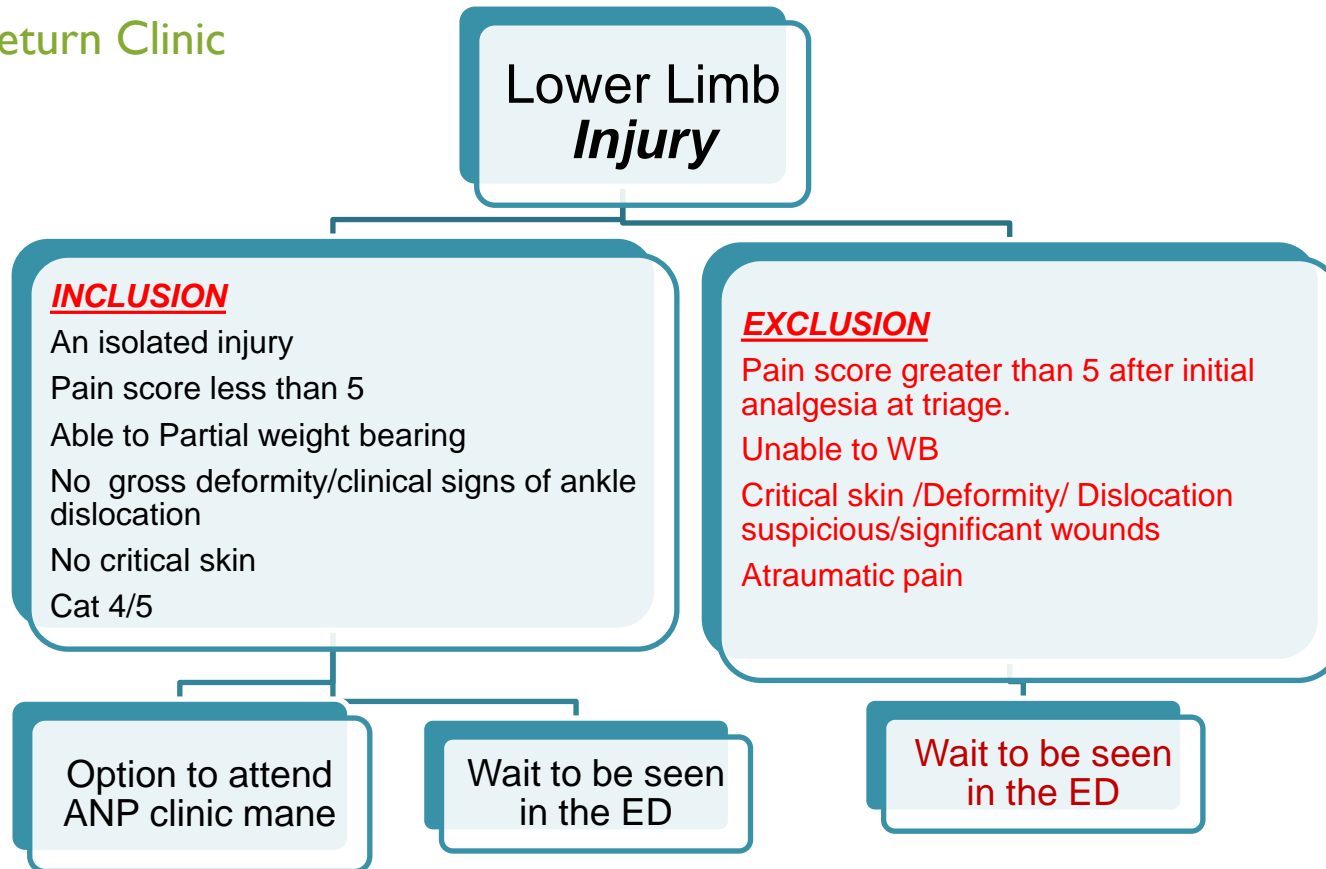 eturn Clinic
Lower Limb
Injury
INCLUSION
An isolated injury
Pain score less than 5
Able to Partial weight bearing
No gross deformity/clinical signs of ankle
dislocation
No critical skin
Cat 4/5
EXCLUSION
Pain score greater than 5 after initial
analgesia at triage.
Unable to WB
Critical skin /Deformity/ Dislocation
suspicious/significant wounds
Atraumatic pain
Option to attend
ANP clinic mane
Wait to be seen
in the ED
Wait to be seen
in the ED